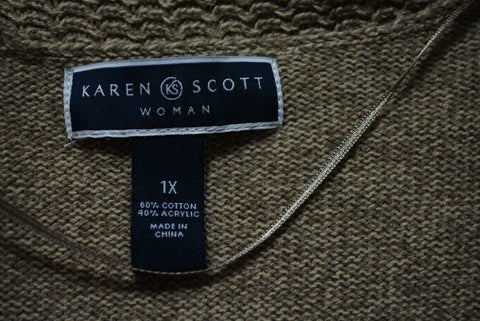 KAREN KS SCOTT
WOMAN
1X
60% COTTON
40% ACRYLIC
MADE IN
CHINA